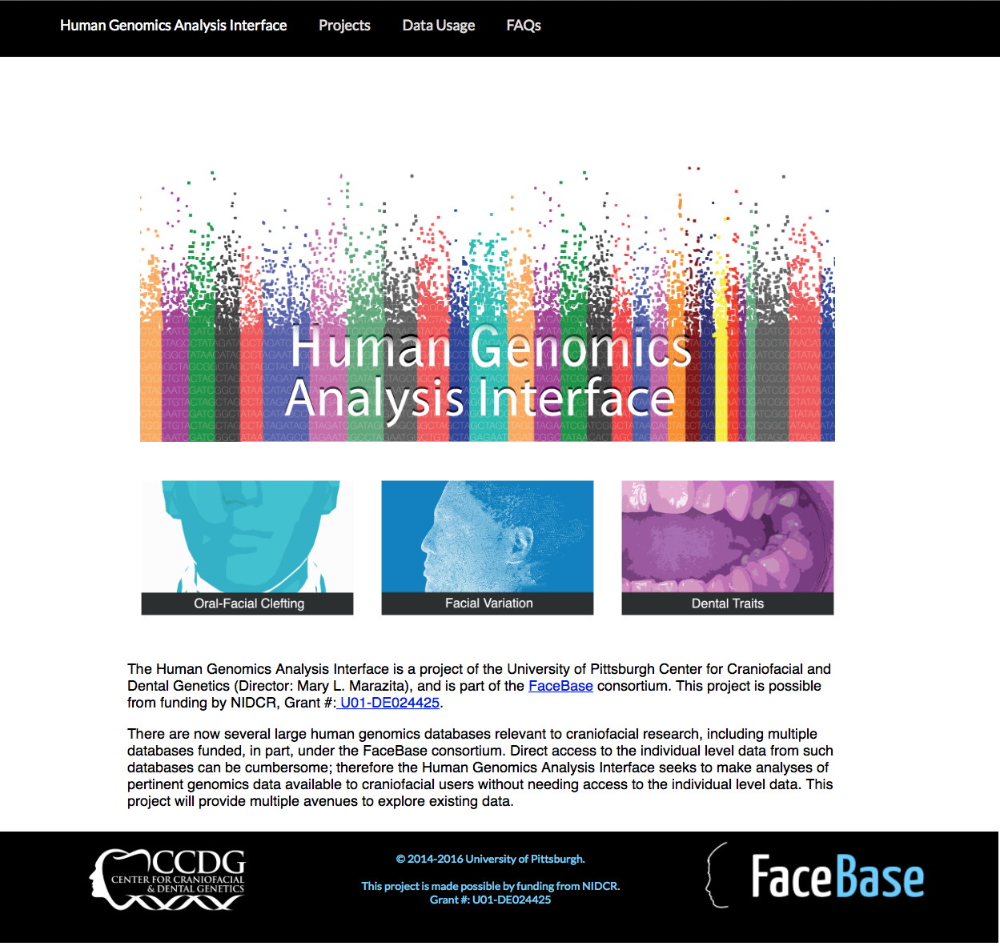 Human Genomics Analysis Interface Projects Data Usage FAQs
Human Genomics
Analysis Interface
Oral-Facial Clefting
Facial Variation
Dental Traits
The Human Genomics Analysis Interface is a project of the University of Pittsburgh Center for Craniofacial and
Dental Genetics (Director: Mary L. Marazita), and is part of the FaceBase consortium. This project is possible
from funding by NIDCR, Grant #: U01-DE024425.
There are now several large human genomics databases relevant to craniofacial research, including multiple
databases funded, in part, under the FaceBase consortium. Direct access to the individual level data from such
databases can be cumbersome; therefore the Human Genomics Analysis Interface seeks to make analyses of
pertinent genomics data available to craniofacial users without needing access to the individual level data. This
project will provide multiple avenues to explore existing data.
CCDG
CENTER FOR CRANIOFACIAL
& DENTAL GENETICS
© 2014-2016 University of Pittsburgh.
This project is made possible by funding from NIDCR.
Grant #: U01-DE024425
FaceBase